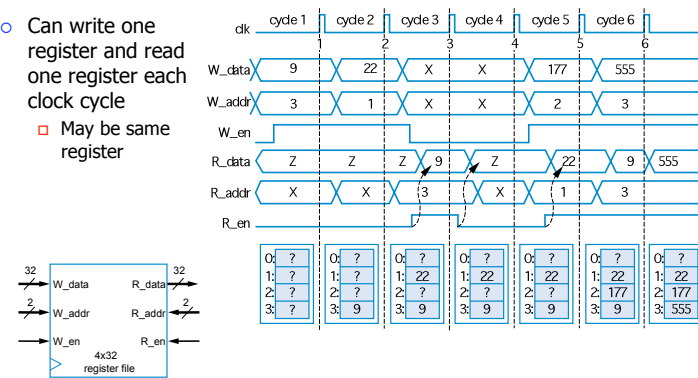 Can write one
register and read
one register each
clock cycle
May be same
register
clk cycle 1 cycle 2 cycle 3 cycle 4 cycle 5 cycle 6
1 2 3 4 5 6
W_data 9 22 X X 177 555
W_addr 3 1 X X 2 3
W_en
R_data Z Z Z 9 Z 22 9 555
R_addr X X 3 X 1 3
R_en
0: ? 0: ? 0: ? 0: ? 0: ? 0: ? 0: ?
1: ? 1: ? 1: 22 1: 22 1: 22 1: 22 1: 22
2: ? 2: ? 2: ? 2: ? 2: ? 2: 177 2: 177
3: ? 3: 9 3: 9 3: 9 3: 9 3: 9 3: 555
32 32
W_data R_data
2 2
W_addr R_addr
W_en R_en
4x32
register file